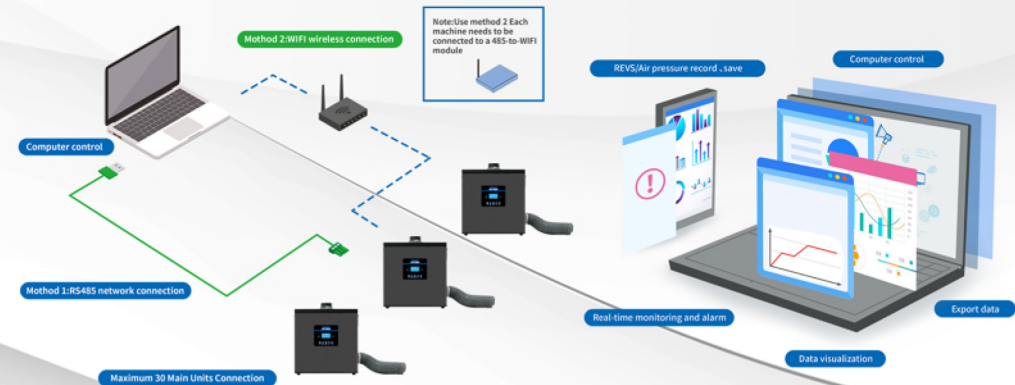 Note:Use method 2 Each
machine needs to be
connected to a 485-to-WIFI
module
Mothod 2:WIFI wireless connection
Computer control
REVS/Air pressure record 、save
Computer control
Mothod 1:RS485 network connection
Real-time monitoring and alarm
Export data
Data visualization
Maximum 30 Main Units Connection